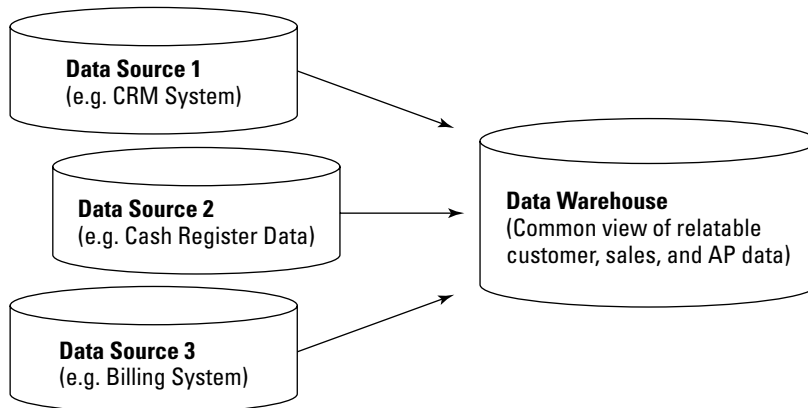 Data Source 1
(e.g. CRM System)
Data Source 2
(e.g. Cash Register Data)
Data Source 3
(e.g. Billing System)
Data Warehouse
(Common view of relatable
customer, sales, and AP data)